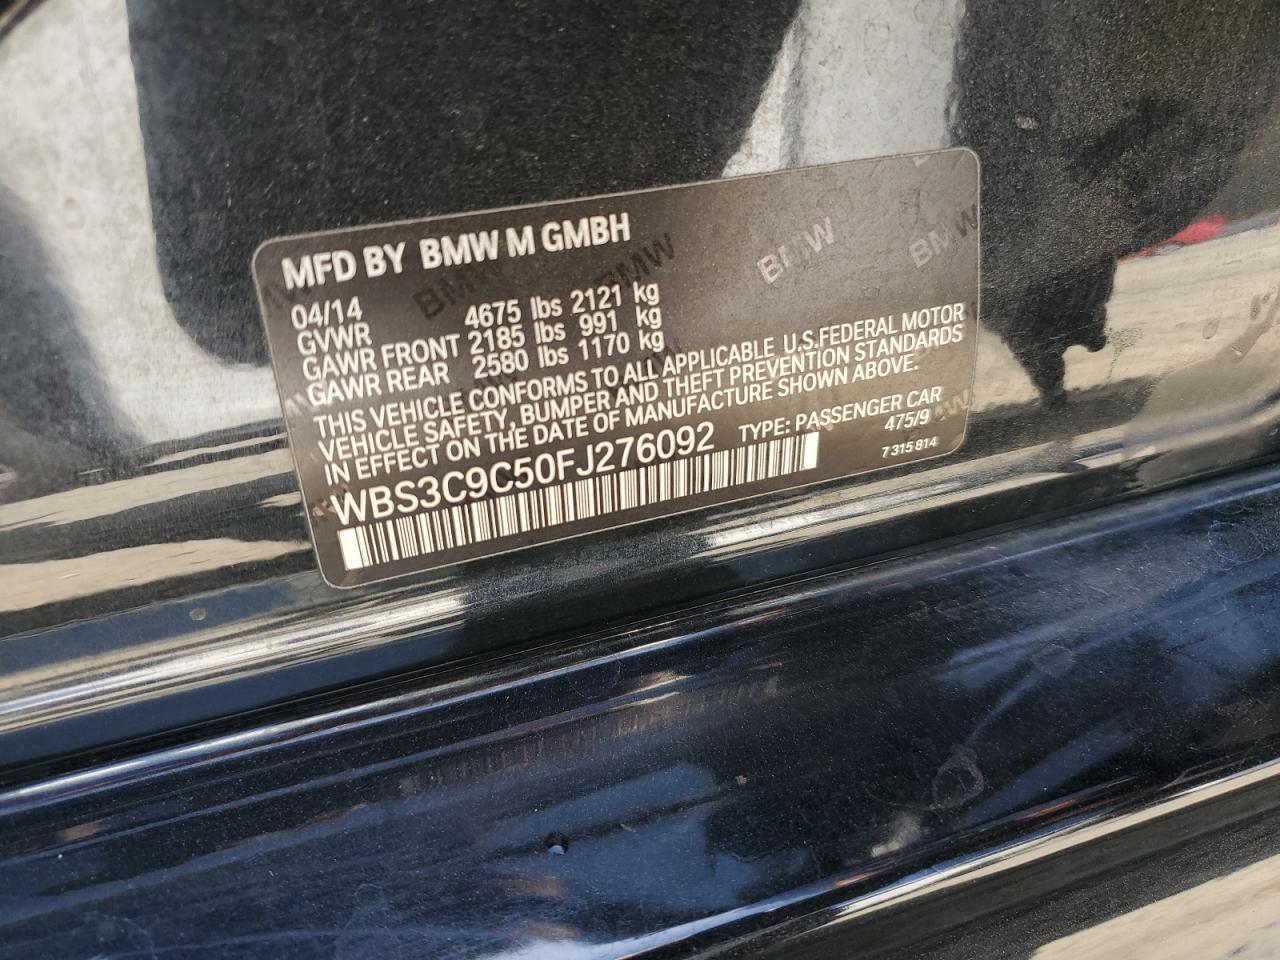 MFD BY BMW M GMBH
04/14
GVWR 4675 lbs 2121 kg
GAWR FRONT 2185 lbs 991 kg
GAWR REAR 2580 lbs 1170 kg
THIS VEHICLE CONFORMS TO ALL APPLICABLE U.S.FEDERAL MOTOR
VEHICLE SAFETY, BUMPER AND THEFT PREVENTION STANDARDS
IN EFFECT ON THE DATE OF MANUFACTURE SHOWN ABOVE.
WBS3C9C50FJ276092 TYPE: PASSENGER CAR
475/9
7 315 814
BMW
BMW
BMW
BMW